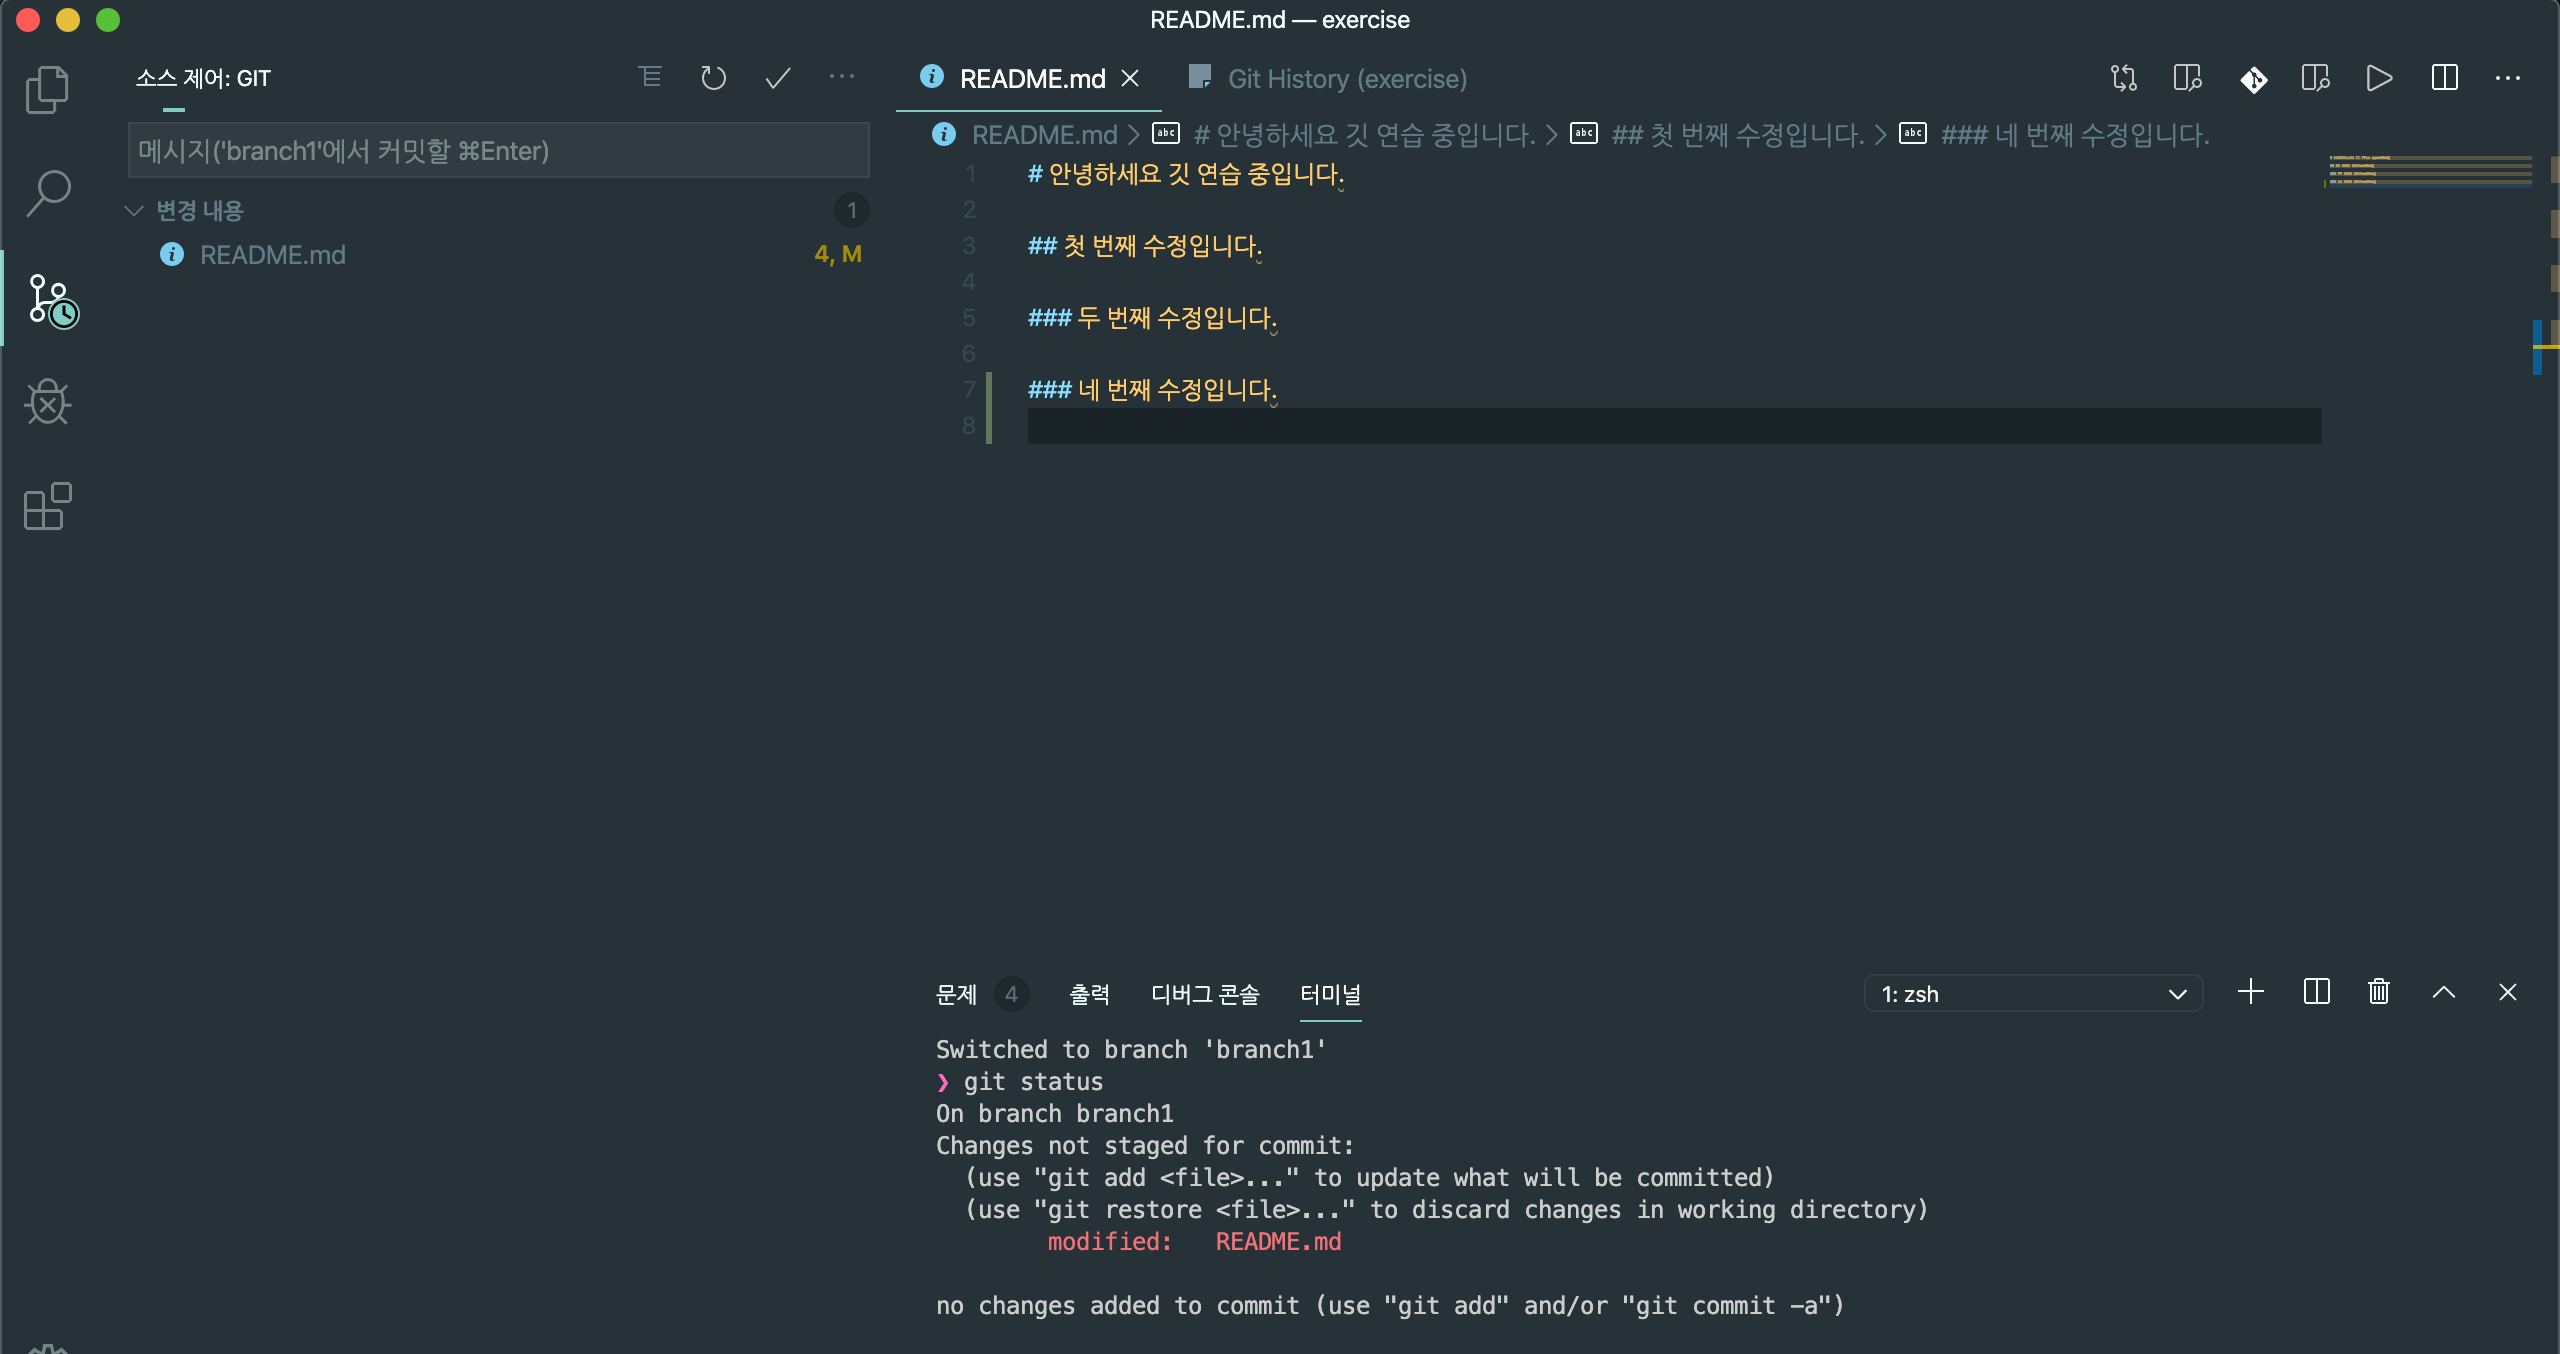 README.md — exercise
소스 제어: GIT
README.md
Git History (exercise)
메시지('branch1'에서 커밋할 ⌘Enter)
변경 내용
1
README.md
4, M
README.md > abc # 안녕하세요 깃 연습 중입니다. > abc ## 첫 번째 수정입니다. > abc ### 네 번째 수정입니다.
1 # 안녕하세요 깃 연습 중입니다.
2
3 ## 첫 번째 수정입니다.
4
5 ### 두 번째 수정입니다.
6
7 ### 네 번째 수정입니다.
8
문제 4 출력 디버그 콘솔 터미널
1: zsh
Switched to branch 'branch1'
❯ git status
On branch branch1
Changes not staged for commit:
(use "git add <file>..." to update what will be committed)
(use "git restore <file>..." to discard changes in working directory)
modified: README.md
no changes added to commit (use "git add" and/or "git commit -a")